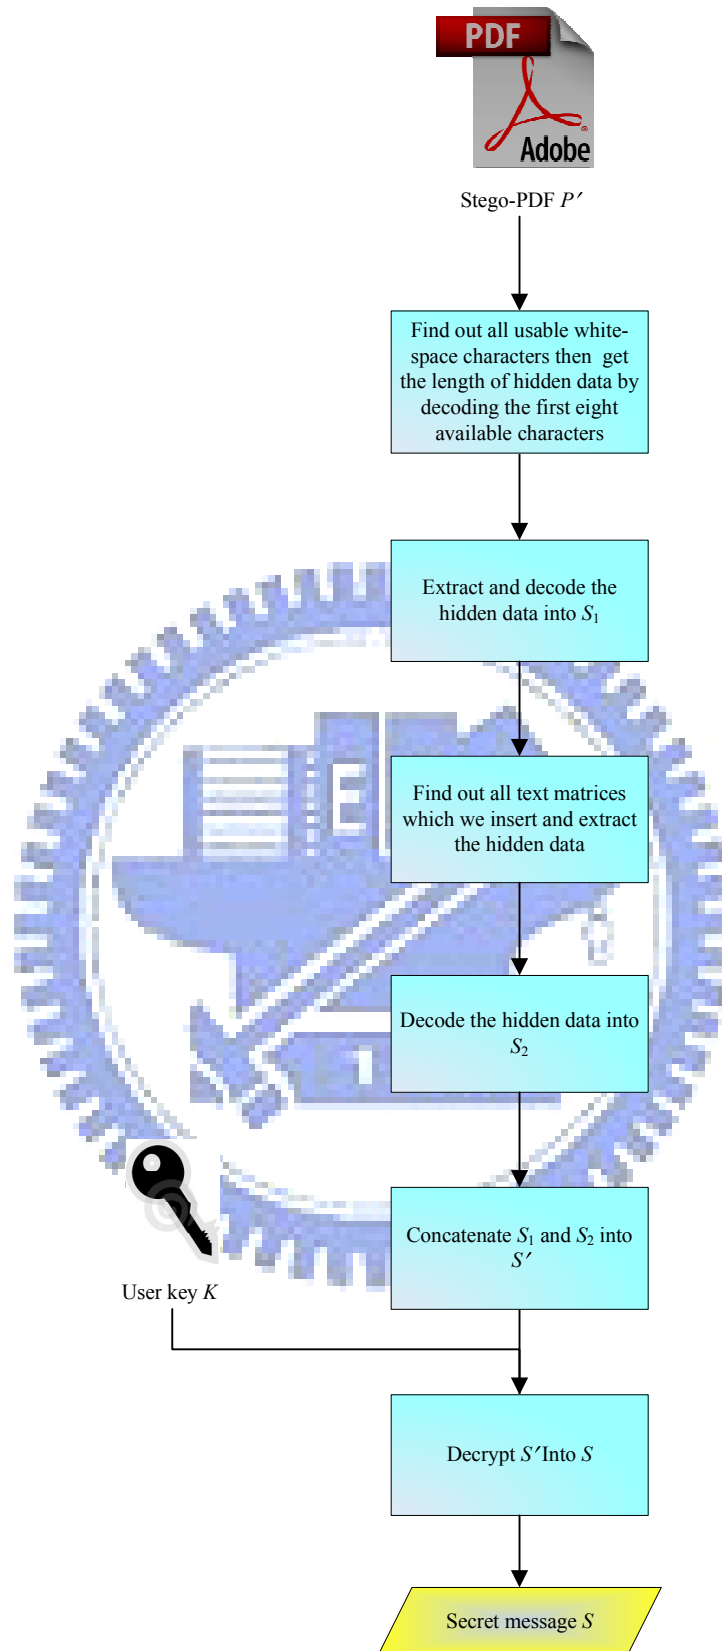 PDF
Adobe
Stego-PDF P′
Find out all usable white-
space characters then  get
the length of hidden data by
decoding the first eight
available characters
Extract and decode the
hidden data into S₁
Find out all text matrices
which we insert and extract
the hidden data
Decode the hidden data into
S₂
Concatenate S₁ and S₂ into
S′
User key K
Decrypt S′Into S
Secret message S